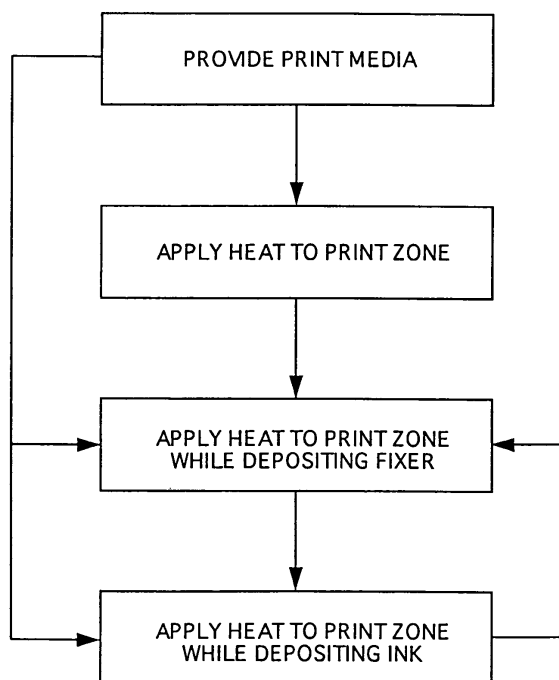 PROVIDE PRINT MEDIA
APPLY HEAT TO PRINT ZONE
APPLY HEAT TO PRINT ZONE
WHILE DEPOSITING FIXER
APPLY HEAT TO PRINT ZONE
WHILE DEPOSITING INK